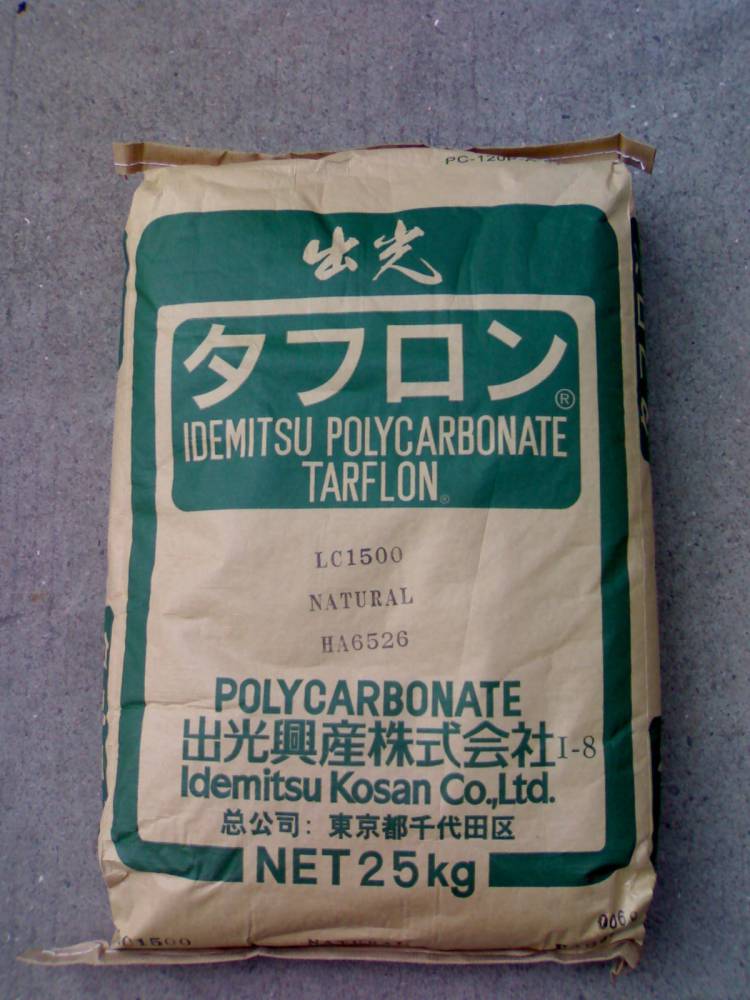 出光
タフロン®
IDEMITSU POLYCARBONATE
TARFLON®
LC1500
NATURAL
HA6526
POLYCARBONATE
出光興産株式会社 I-8
Idemitsu Kosan Co.,Ltd.
总公司：東京都千代田区
NET 25kg
NATURAL